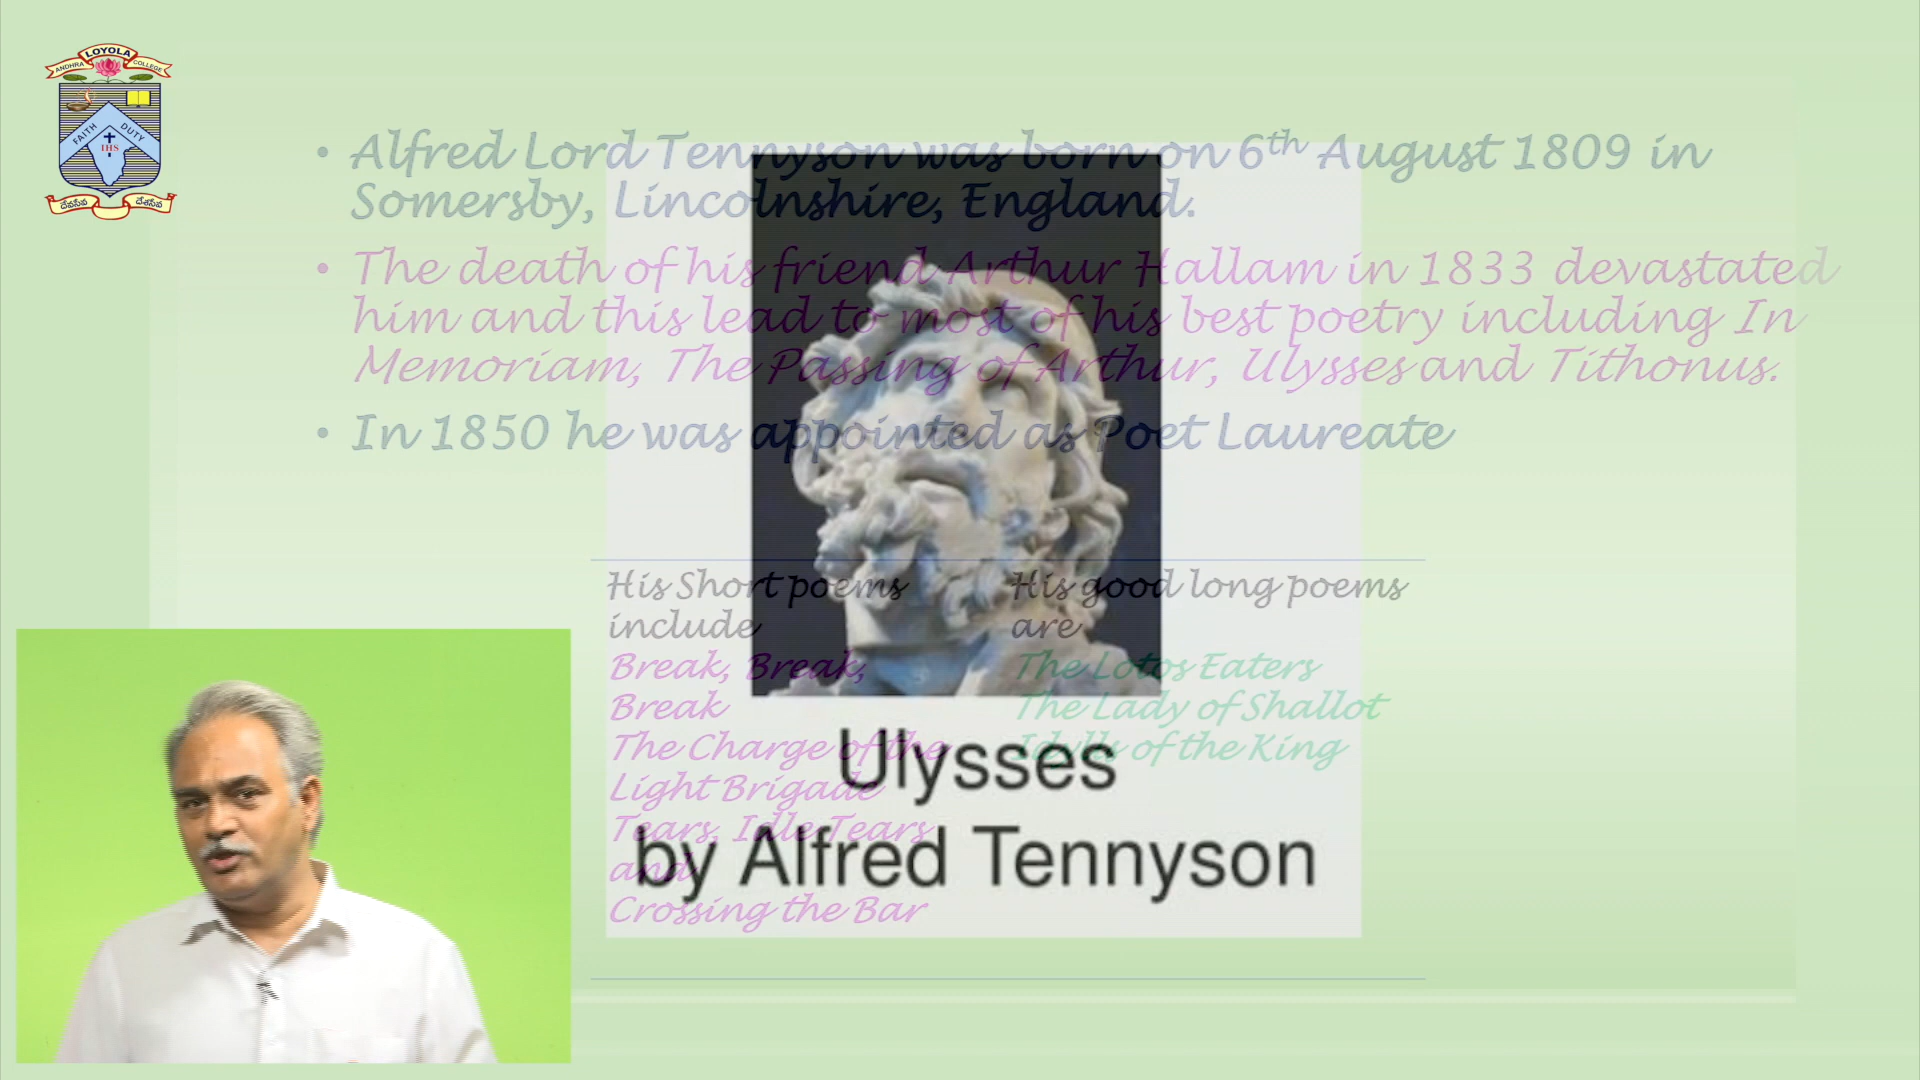 LOYOLA
ANDHRA
COLLEGE
FAITH
DUTY
IHS
దైవసేవ
దేశసేవ
• Alfred Lord Tennyson was born on 6th August 1809 in
Somersby, Lincolnshire, England.
• The death of his friend Arthur Hallam in 1833 devastated
him and this lead to most of his best poetry including In
Memoriam, The Passing of Arthur, Ulysses and Tithonus.
• In 1850 he was appointed as Poet Laureate
His Short poems
include
Break, Break,
Break
The Charge of the
Light Brigade
Tears, Idle Tears
and
Crossing the Bar
His good long poems
are
The Lotos Eaters
The Lady of Shallot
Idylls of the King
Ulysses
by Alfred Tennyson